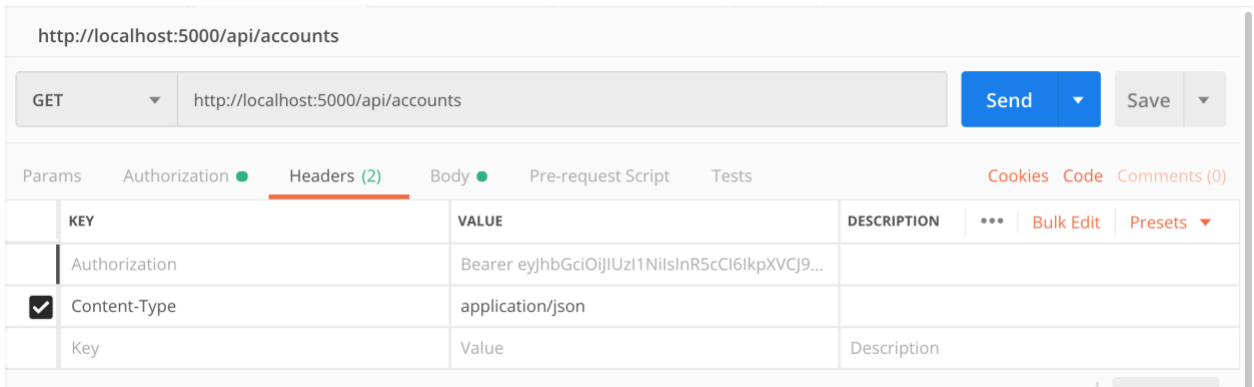 http://localhost:5000/api/accounts
GET http://localhost:5000/api/accounts Send Save
Params Authorization Headers (2) Body Pre-request Script Tests Cookies Code Comments (0)
KEY VALUE DESCRIPTION ••• Bulk Edit Presets
Authorization Bearer eyJhbGciOiJIUzI1NiIsInR5cCI6IkpXVCJ9...
Content-Type application/json
Key Value Description